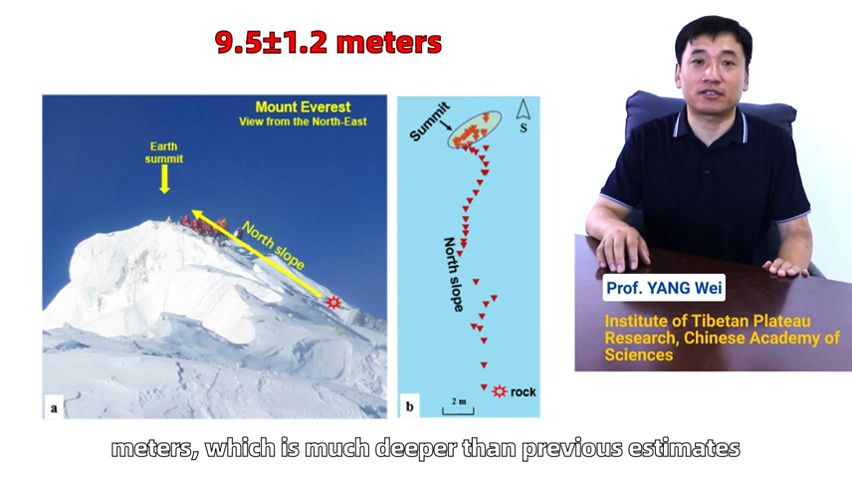 9.5±1.2 meters
Mount Everest
View from the North-East
Earth
summit
North slope
a
Summit
S
North slope
rock
2 m
b
Prof. YANG Wei
Institute of Tibetan Plateau
Research, Chinese Academy of
Sciences
meters, which is much deeper than previous estimates